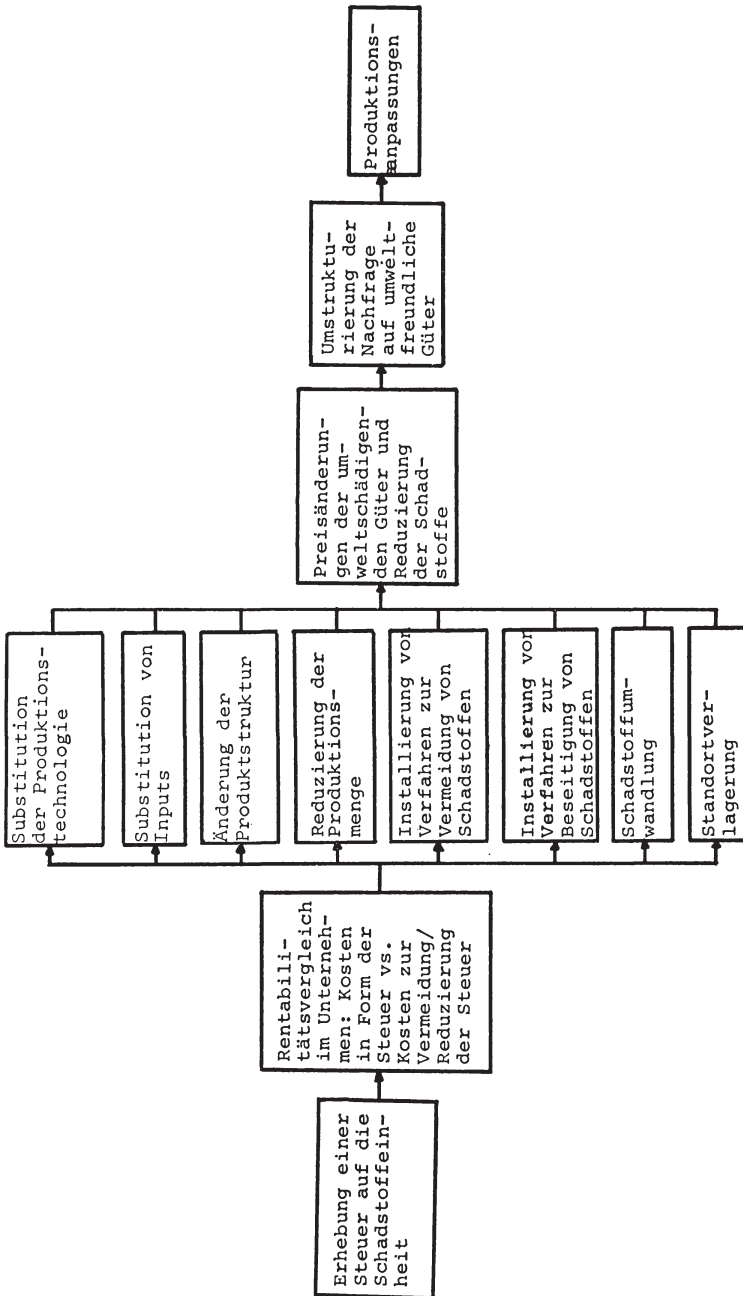 Erhebung einer
Steuer auf die
Schadstoffein-
heit
Rentabili-
tätsvergleich
im Unterneh-
men: Kosten
in Form der
Steuer vs.
Kosten zur
Vermeidung/
Reduzierung
der Steuer
Substitution
der Produktions-
technologie
Substitution von
Inputs
Änderung der
Produktstruktur
Reduzierung der
Produktions-
menge
Installierung von
Verfahren zur
Vermeidung von
Schadstoffen
Installierung von
Verfahren zur
Beseitigung von
Schadstoffen
Schadstoffum-
wandlung
Standortver-
lagerung
Preisänderun-
gen der um-
weltschädigen-
den Güter und
Reduzierung
der Schad-
stoffe
Umstruktu-
rierung der
Nachfrage
auf umwelt-
freundliche
Güter
Produktions-
anpassungen